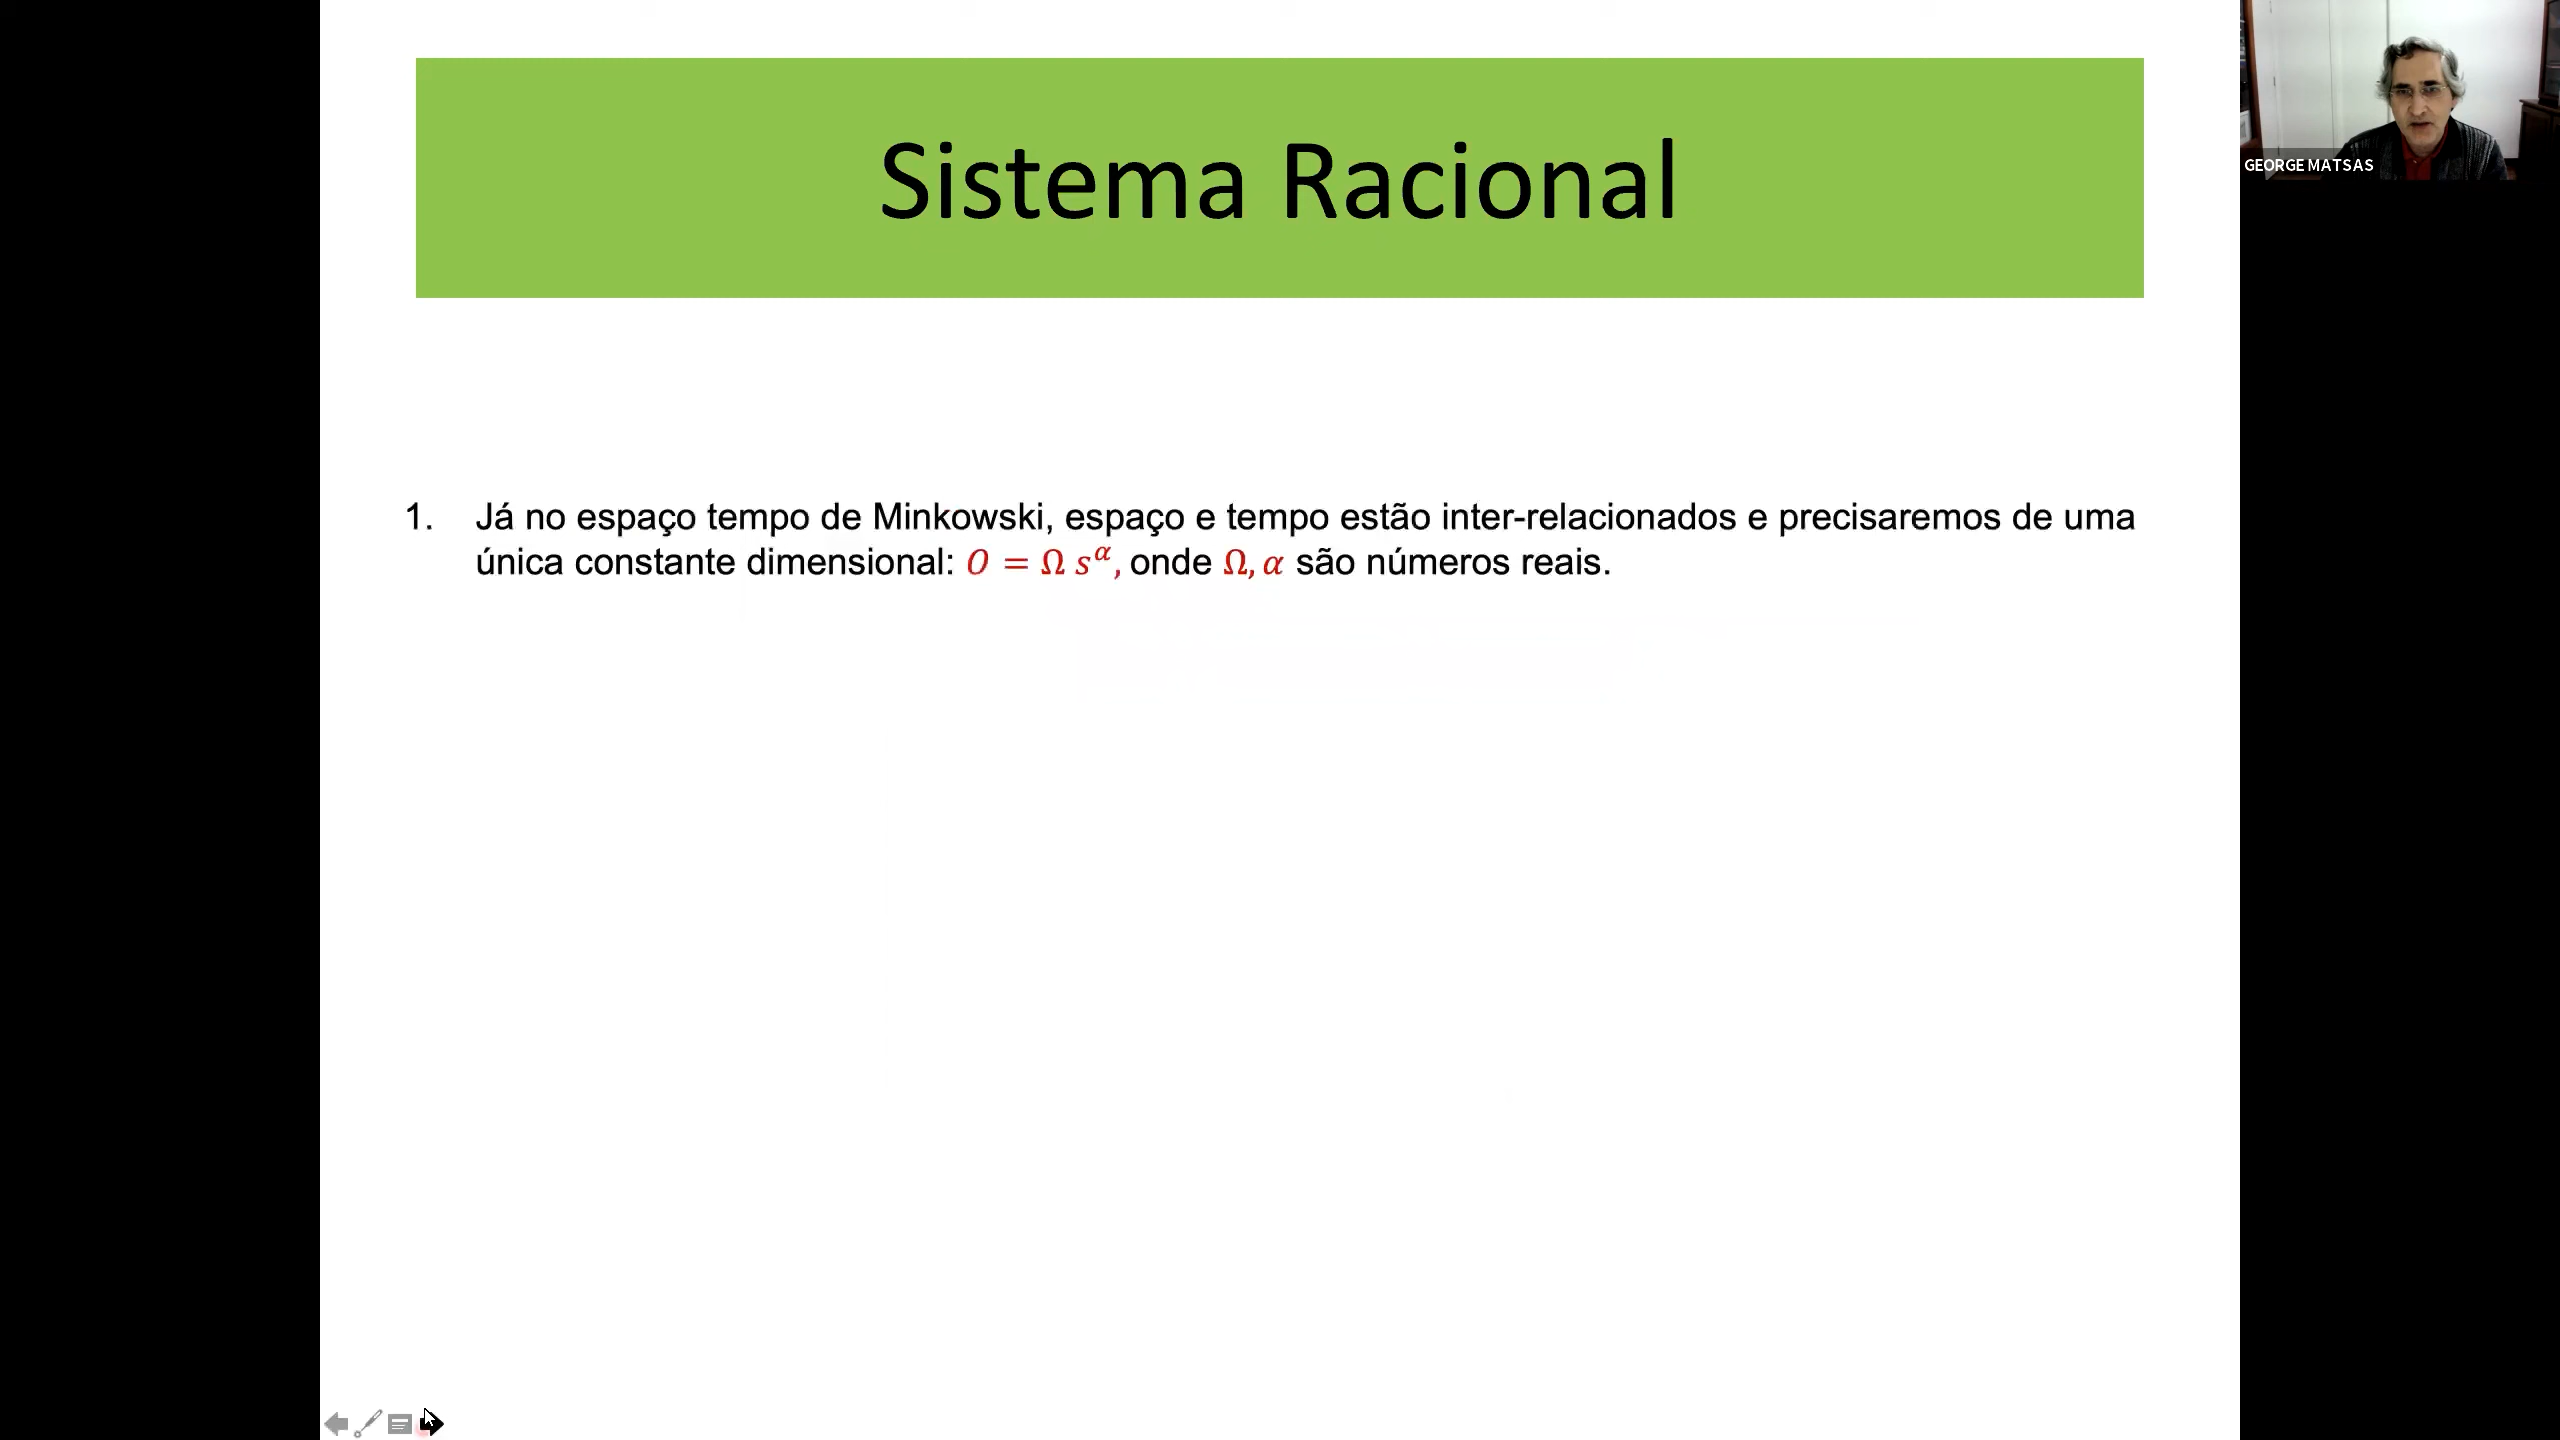 Sistema Racional
GEORGE MATSAS
1. Já no espaço tempo de Minkowski, espaço e tempo estão inter-relacionados e precisaremos de uma
única constante dimensional: O = Ω s^α, onde Ω, α são números reais.